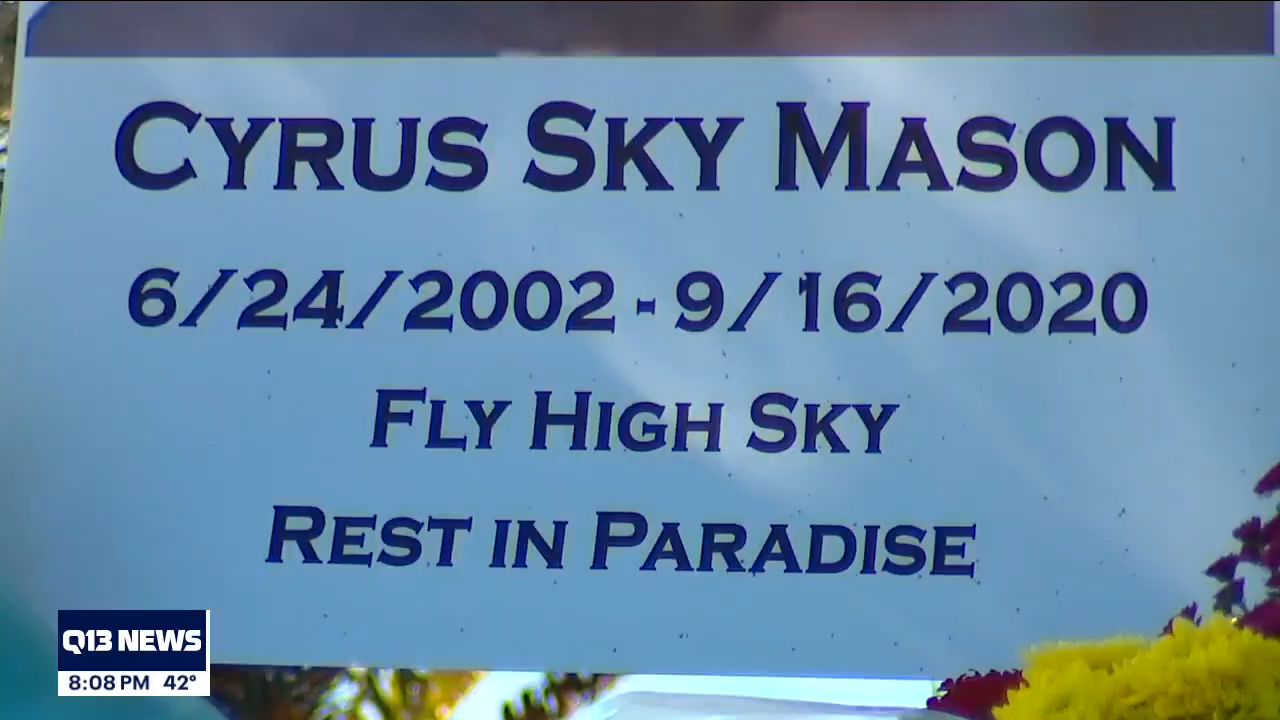 CYRUS SKY MASON
6/24/2002 - 9/16/2020
FLY HIGH SKY
REST IN PARADISE
Q13 NEWS
8:08 PM 42°